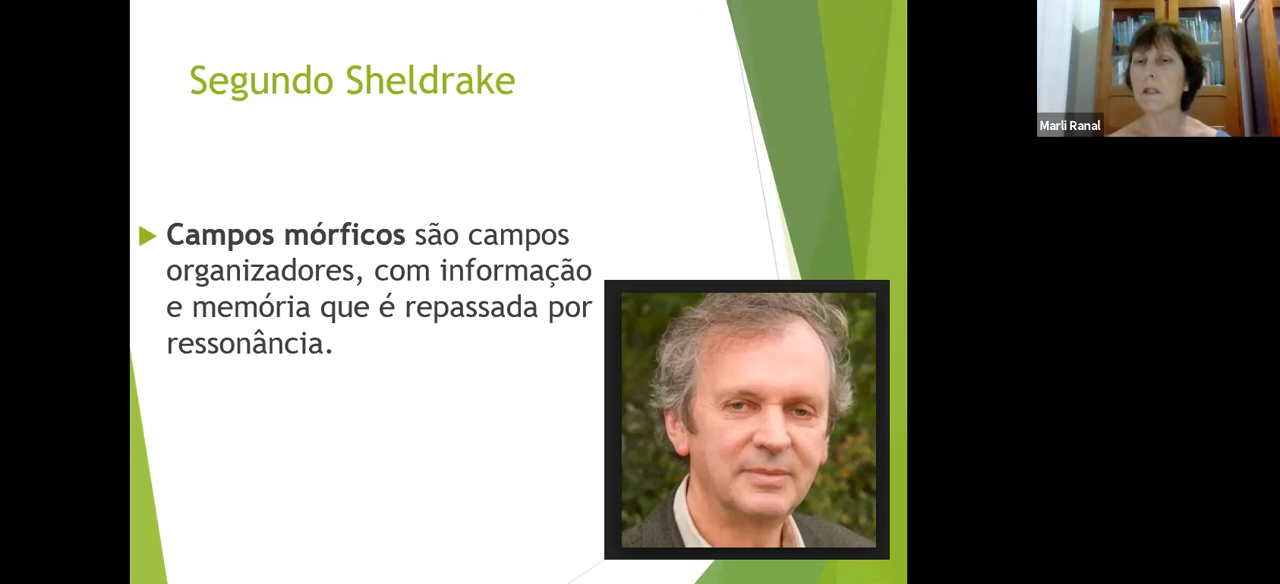 Segundo Sheldrake
Campos mórficos são campos
organizadores, com informação
e memória que é repassada por
ressonância.
Marli Ranal